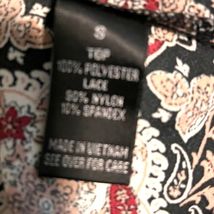 S
TOP
100% POLYESTER
LACE
90% NYLON
10% SPANDEX
MADE IN VIETNAM
SEE OVER FOR CARE